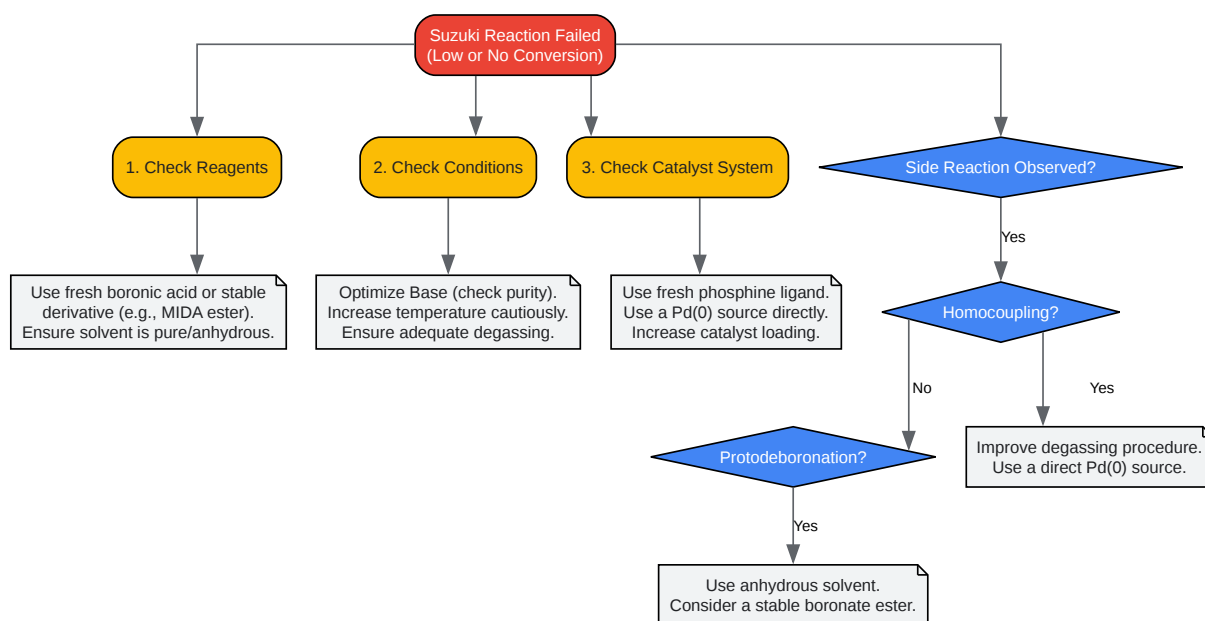 Suzuki Reaction Failed
(Low or No Conversion)
1. Check Reagents
2. Check Conditions
3. Check Catalyst System
Side Reaction Observed?
Yes
Use fresh boronic acid or stable
derivative (e.g., MIDA ester).
Ensure solvent is pure/anhydrous.
Optimize Base (check purity).
Increase temperature cautiously.
Ensure adequate degassing.
Use fresh phosphine ligand.
Use a Pd(0) source directly.
Increase catalyst loading.
Homocoupling?
No
Yes
Protodeboronation?
Improve degassing procedure.
Use a direct Pd(0) source.
Yes
Use anhydrous solvent.
Consider a stable boronate ester.